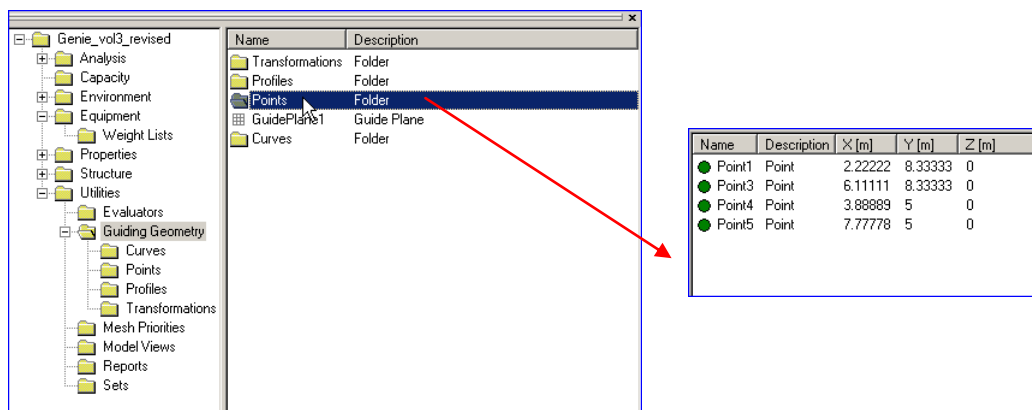 Genie_vol3_revised
Analysis
Capacity
Environment
Equipment
Weight Lists
Properties
Structure
Utilities
Evaluators
Guiding Geometry
Curves
Points
Profiles
Transformations
Mesh Priorities
Model Views
Reports
Sets
Name Description
Transformations Folder
Profiles Folder
Points Folder
GuidePlane1 Guide Plane
Curves Folder
Name Description X [m] Y [m] Z [m]
Point1 Point 2.22222 8.33333 0
Point3 Point 6.11111 8.33333 0
Point4 Point 3.88889 5 0
Point5 Point 7.77778 5 0